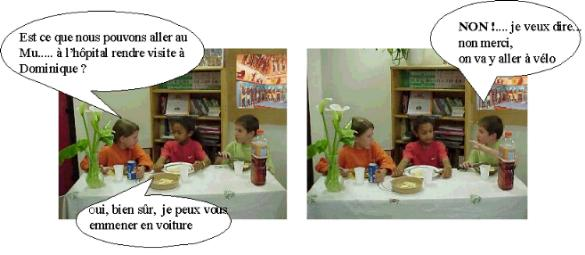 Est ce que nous pouvons aller au
Mu..... à l'hópital rendre visite à
Dominique ?
oui, bien sûr, je peux vous
emmener en voiture
NON !.... je veux dire...
non merci,
on va y aller à vélo